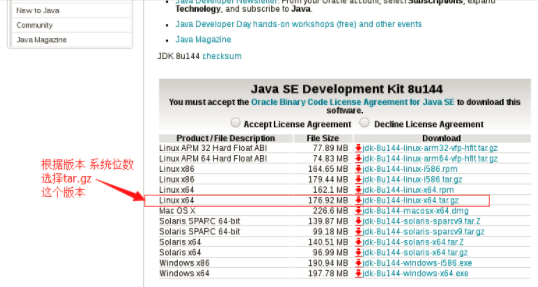 New to Java
Community
Java Magazine
Java Developer Newsletter: From your Oracle account, select Subscriptions, expand
Technology, and subscribe to Java.
Java Developer Day hands-on workshops (free) and other events
Java Magazine
JDK 8u144 checksum
Java SE Development Kit 8u144
You must accept the Oracle Binary Code License Agreement for Java SE to download this
software.
Accept License Agreement Decline License Agreement
Product / File Description File Size Download
Linux ARM 32 Hard Float ABI 77.89 MB jdk-8u144-linux-arm32-vfp-hflt.tar.gz
Linux ARM 64 Hard Float ABI 74.83 MB jdk-8u144-linux-arm64-vfp-hflt.tar.gz
Linux x86 164.65 MB jdk-8u144-linux-i586.rpm
Linux x86 179.44 MB jdk-8u144-linux-i586.tar.gz
Linux x64 162.1 MB jdk-8u144-linux-x64.rpm
Linux x64 176.92 MB jdk-8u144-linux-x64.tar.gz
Mac OS X 226.6 MB jdk-8u144-macosx-x64.dmg
Solaris SPARC 64-bit 139.87 MB jdk-8u144-solaris-sparcv9.tar.Z
Solaris SPARC 64-bit 99.18 MB jdk-8u144-solaris-sparcv9.tar.gz
Solaris x64 140.51 MB jdk-8u144-solaris-x64.tar.Z
Solaris x64 96.99 MB jdk-8u144-solaris-x64.tar.gz
Windows x86 190.94 MB jdk-8u144-windows-i586.exe
Windows x64 197.78 MB jdk-8u144-windows-x64.exe
根据版本 系统位数
选择tar.gz
这个版本